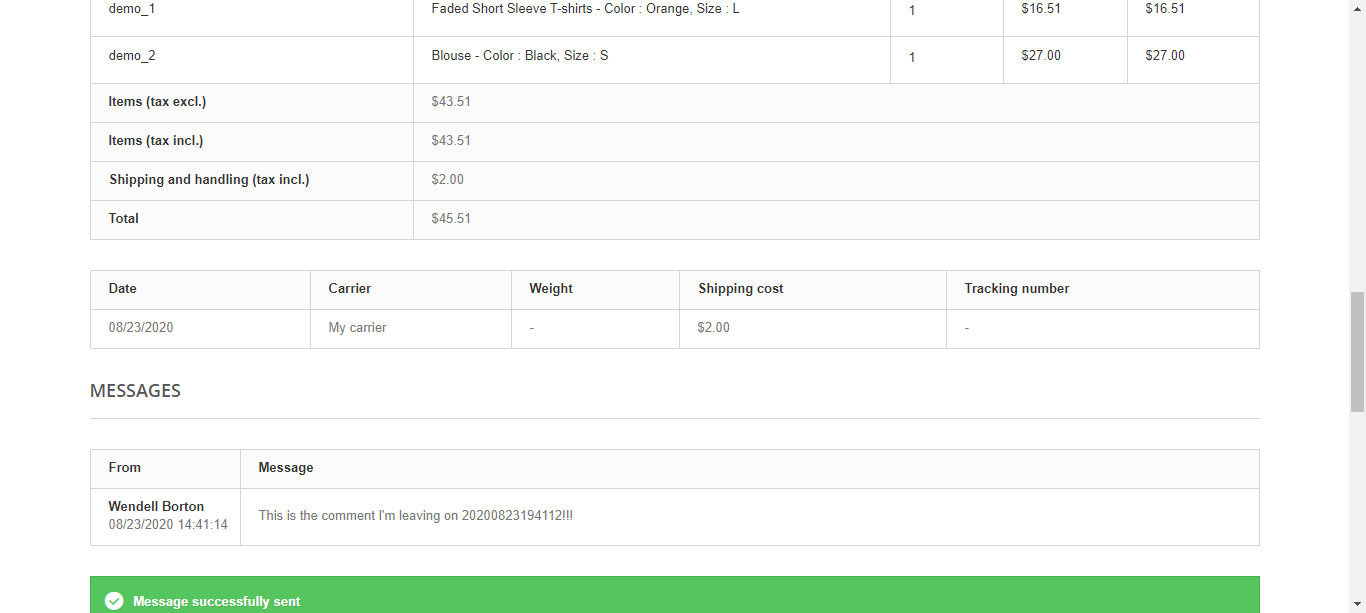 demo_1 Faded Short Sleeve T-shirts - Color : Orange, Size : L 1 $16.51 $16.51
demo_2 Blouse - Color : Black, Size : S 1 $27.00 $27.00
Items (tax excl.) $43.51
Items (tax incl.) $43.51
Shipping and handling (tax incl.) $2.00
Total $45.51
Date Carrier Weight Shipping cost Tracking number
08/23/2020 My carrier - $2.00 -
MESSAGES
From Message
Wendell Borton
08/23/2020 14:41:14
This is the comment I'm leaving on 20200823194112!!!
Message successfully sent